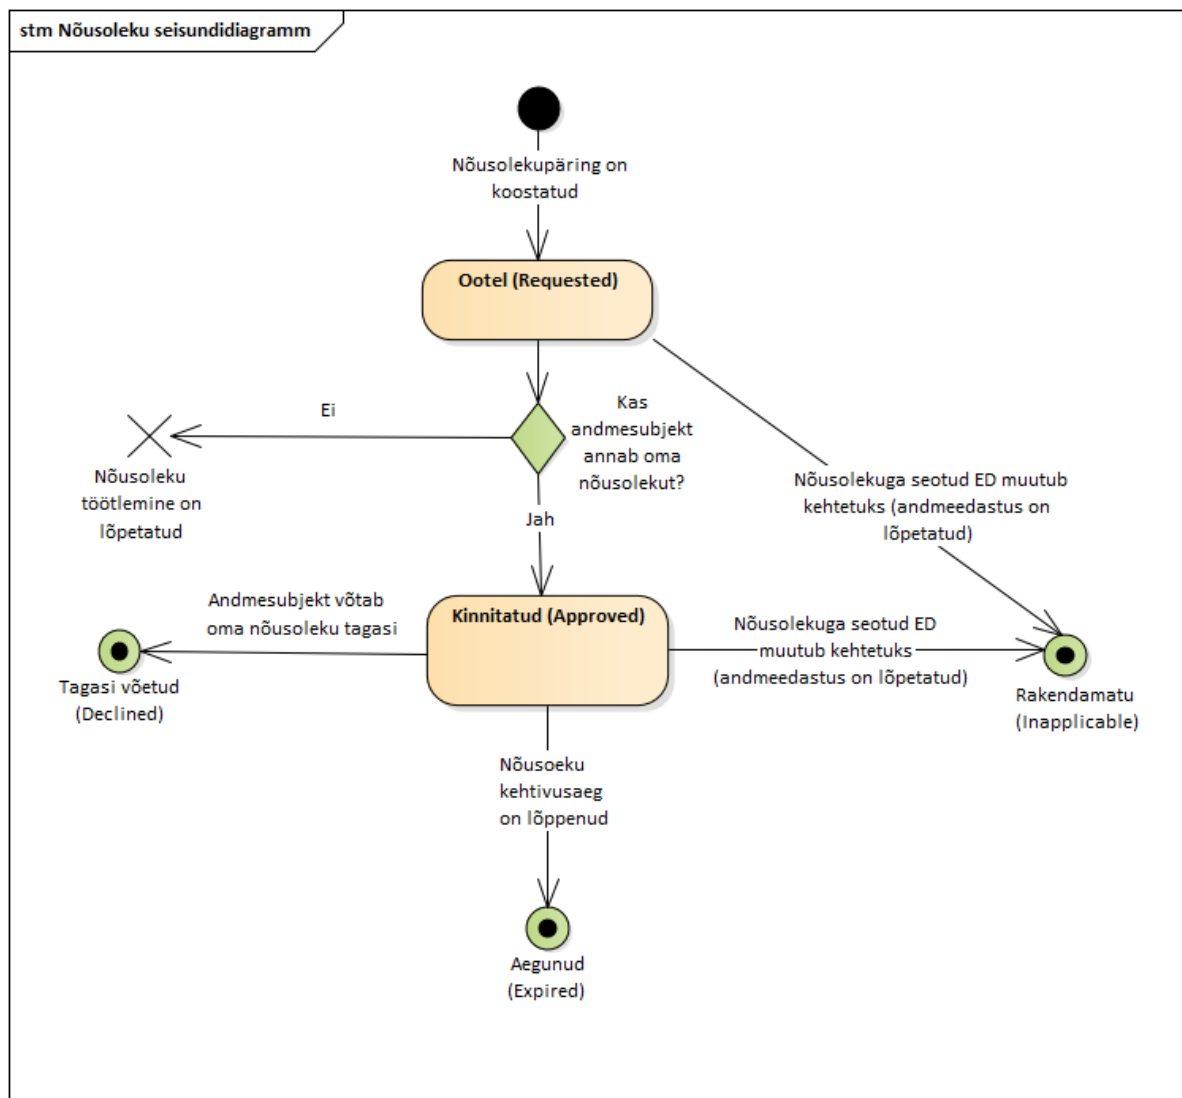 stm Nõusoleku seisundidiagramm
Nõusolekupäring on
koostatud
Ootel (Requested)
Ei
Kas
andmesubjekt
annab oma
nõusolekut?
Nõusoleku
töötlemine on
lõpetatud
Jah
Nõusolekuga seotud ED muutub
kehtetuks (andmeedastus on
lõpetatud)
Andmesubjekt võtab
oma nõusoleku tagasi
Kinnitatud (Approved)
Nõusolekuga seotud ED
muutub kehtetuks
(andmeedastus on lõpetatud)
Tagasi võetud
(Declined)
Rakendamatu
(Inapplicable)
Nõusoeku
kehtivusaeg
on lõppenud
Aegunud
(Expired)